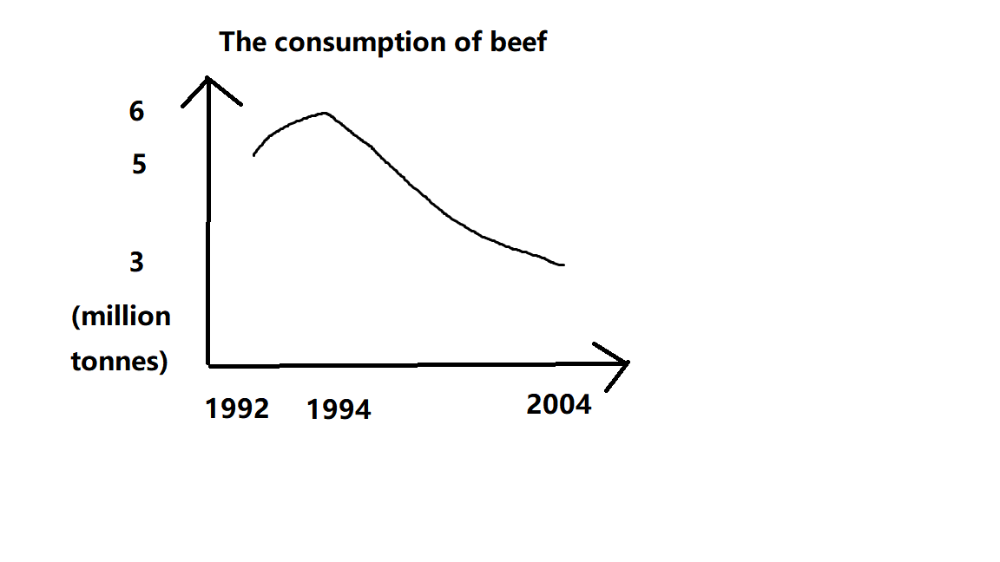 The consumption of beef
6
5
3
(million
tonnes)
1992 1994 2004